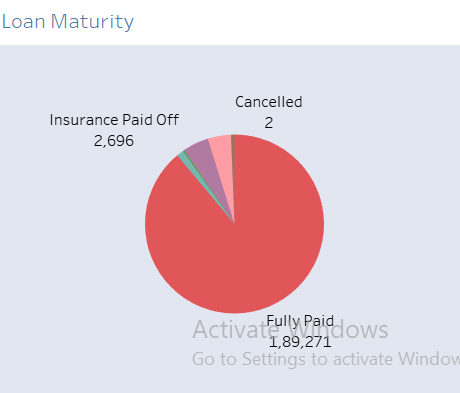 Loan Maturity
Cancelled
2
Insurance Paid Off
2,696
Fully Paid
1,89,271
Activate Windows
Go to Settings to activate Window